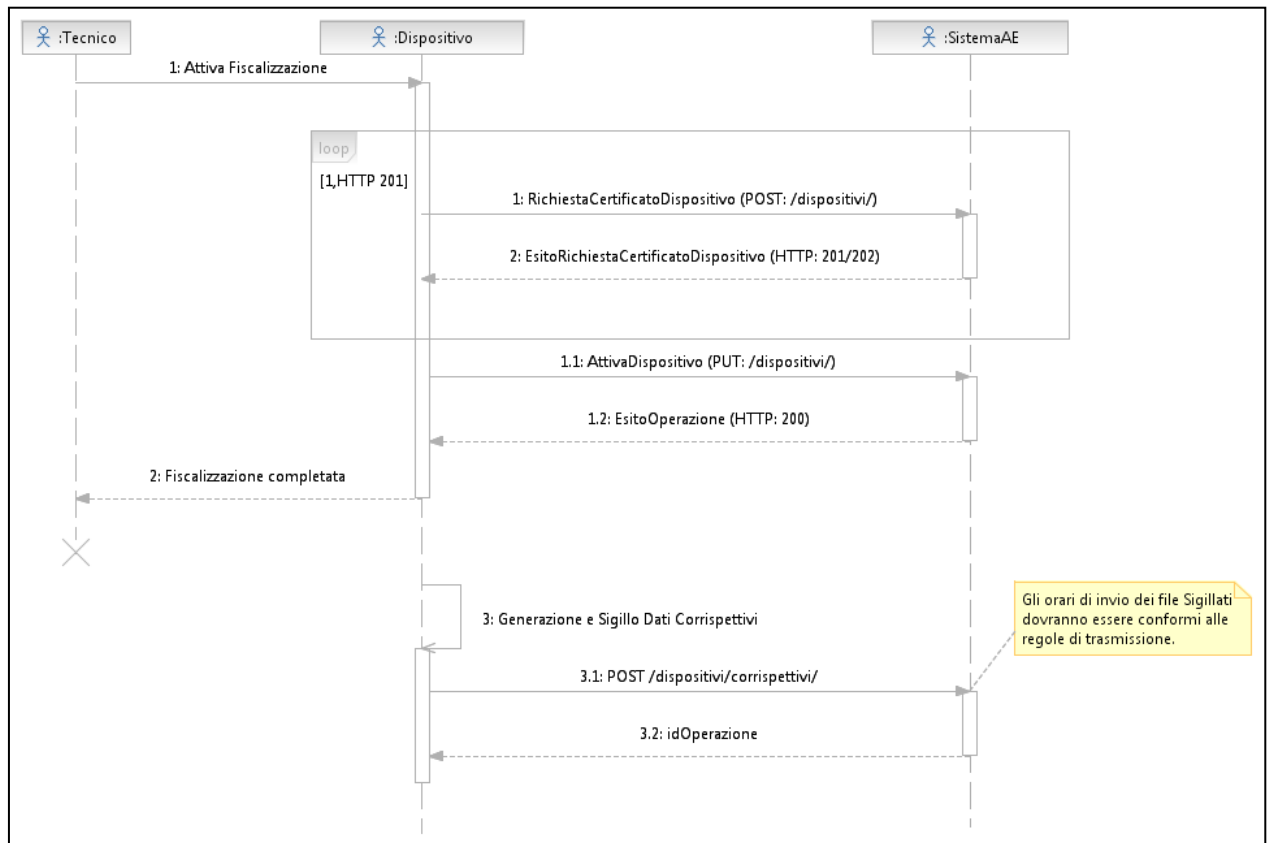 :Tecnico
:Dispositivo
:SistemaAE
1: Attiva Fiscalizzazione
loop
[1,HTTP 201]
1: RichiestaCertificatoDispositivo (POST: /dispositivi/)
2: EsitoRichiestaCertificatoDispositivo (HTTP: 201/202)
1.1: AttivaDispositivo (PUT: /dispositivi/)
1.2: EsitoOperazione (HTTP: 200)
2: Fiscalizzazione completata
Gli orari di invio dei file Sigillati
dovranno essere conformi alle
regole di trasmissione.
3: Generazione e Sigillo Dati Corrispettivi
3.1: POST /dispositivi/corrispettivi/
3.2: idOperazione